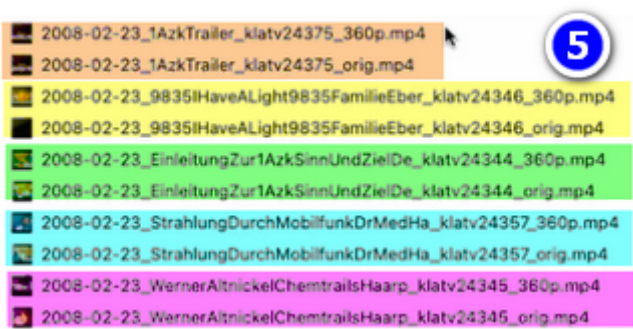 5
2008-02-23_1AzkTrailer_klatv24375_360p.mp4
2008-02-23_1AzkTrailer_klatv24375_orig.mp4
2008-02-23_9835IHaveALight9835FamilieEber_klatv24346_360p.mp4
2008-02-23_9835IHaveALight9835FamilieEber_klatv24346_orig.mp4
2008-02-23_EinleitungZur1AzkSinnUndZielDe_klatv24344_360p.mp4
2008-02-23_EinleitungZur1AzkSinnUndZielDe_klatv24344_orig.mp4
2008-02-23_StrahlungDurchMobilfunkDrMedHa_klatv24357_360p.mp4
2008-02-23_StrahlungDurchMobilfunkDrMedHa_klatv24357_orig.mp4
2008-02-23_WernerAltnickelChemtrailsHaarp_klatv24345_360p.mp4
2008-02-23_WernerAltnickelChemtrailsHaarp_klatv24345_orig.mp4